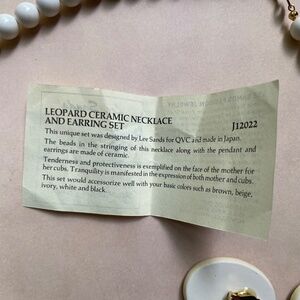 LEOPARD CERAMIC NECKLACE
AND EARRING SET J12022
This unique set was designed by Lee Sands for QVC and made in Japan.
The beads in the stringing of this necklace along with the pendant and
earrings are made of ceramic.
Tenderness and protectiveness is exemplified on the face of the mother for
her cubs. Tranquility is manifested in the expression of both mother and cubs.
This set would accessorize well with your basic colors such as brown, beige,
ivory, white and black.